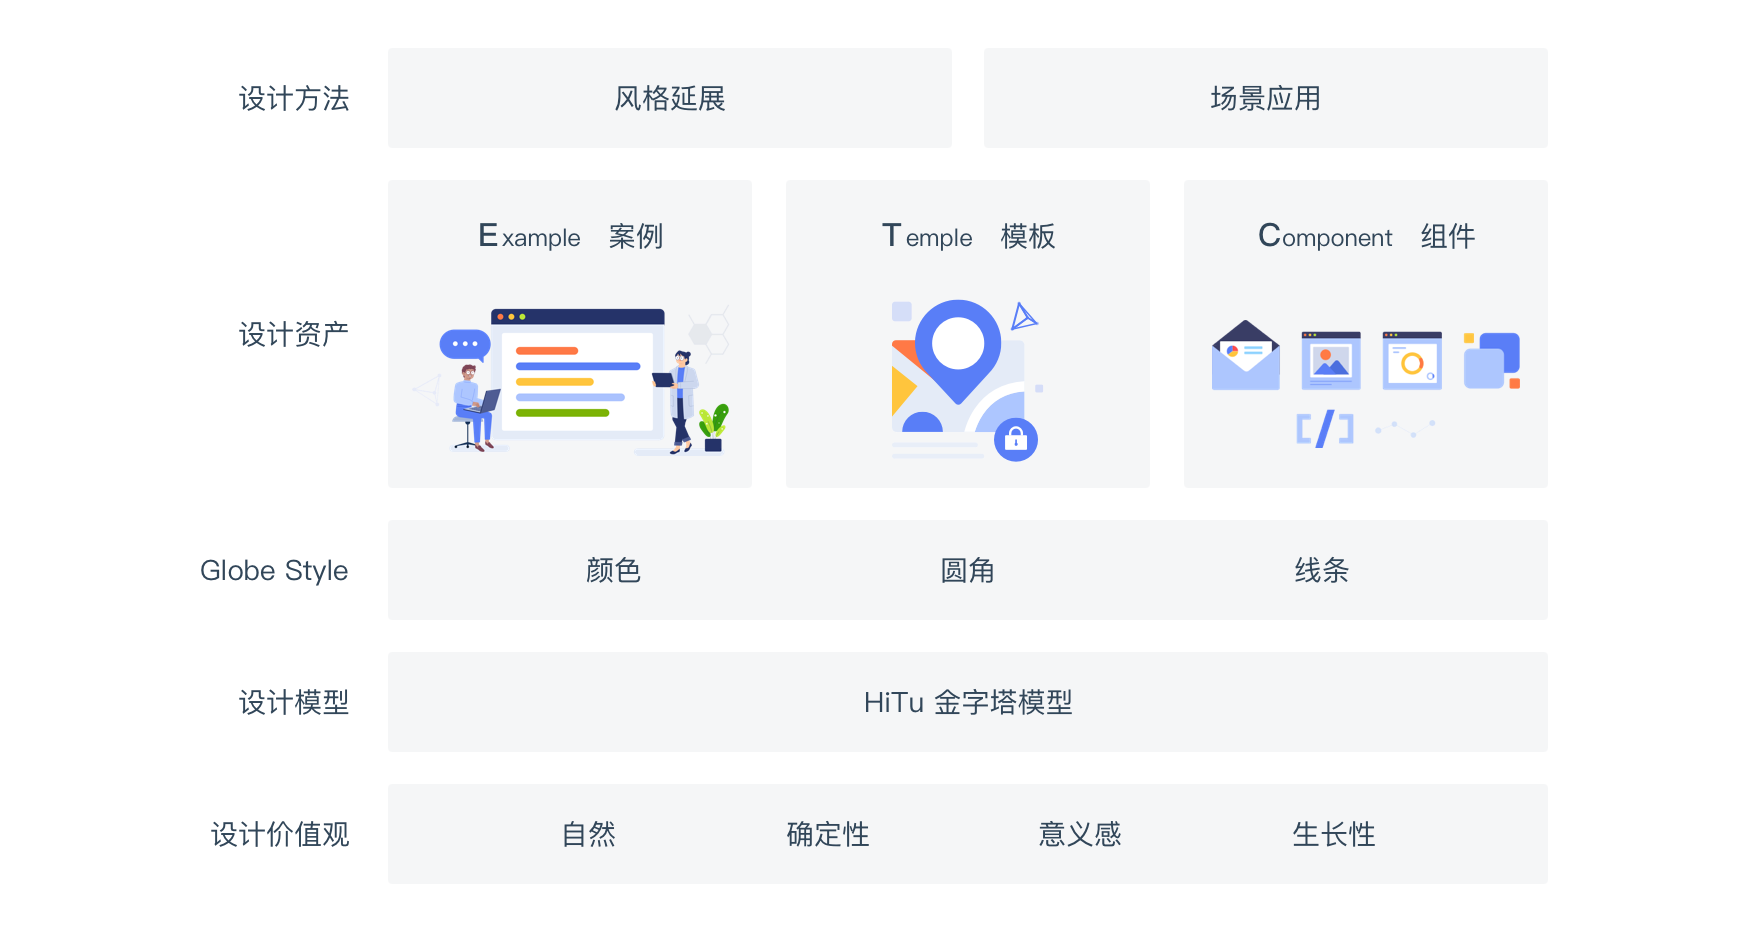 设计方法 风格延展 场景应用
设计资产
Example 案例 Temple 模板 Component 组件
Globe Style 颜色 圆角 线条
设计模型 HiTu 金字塔模型
设计价值观 自然 确定性 意义感 生长性